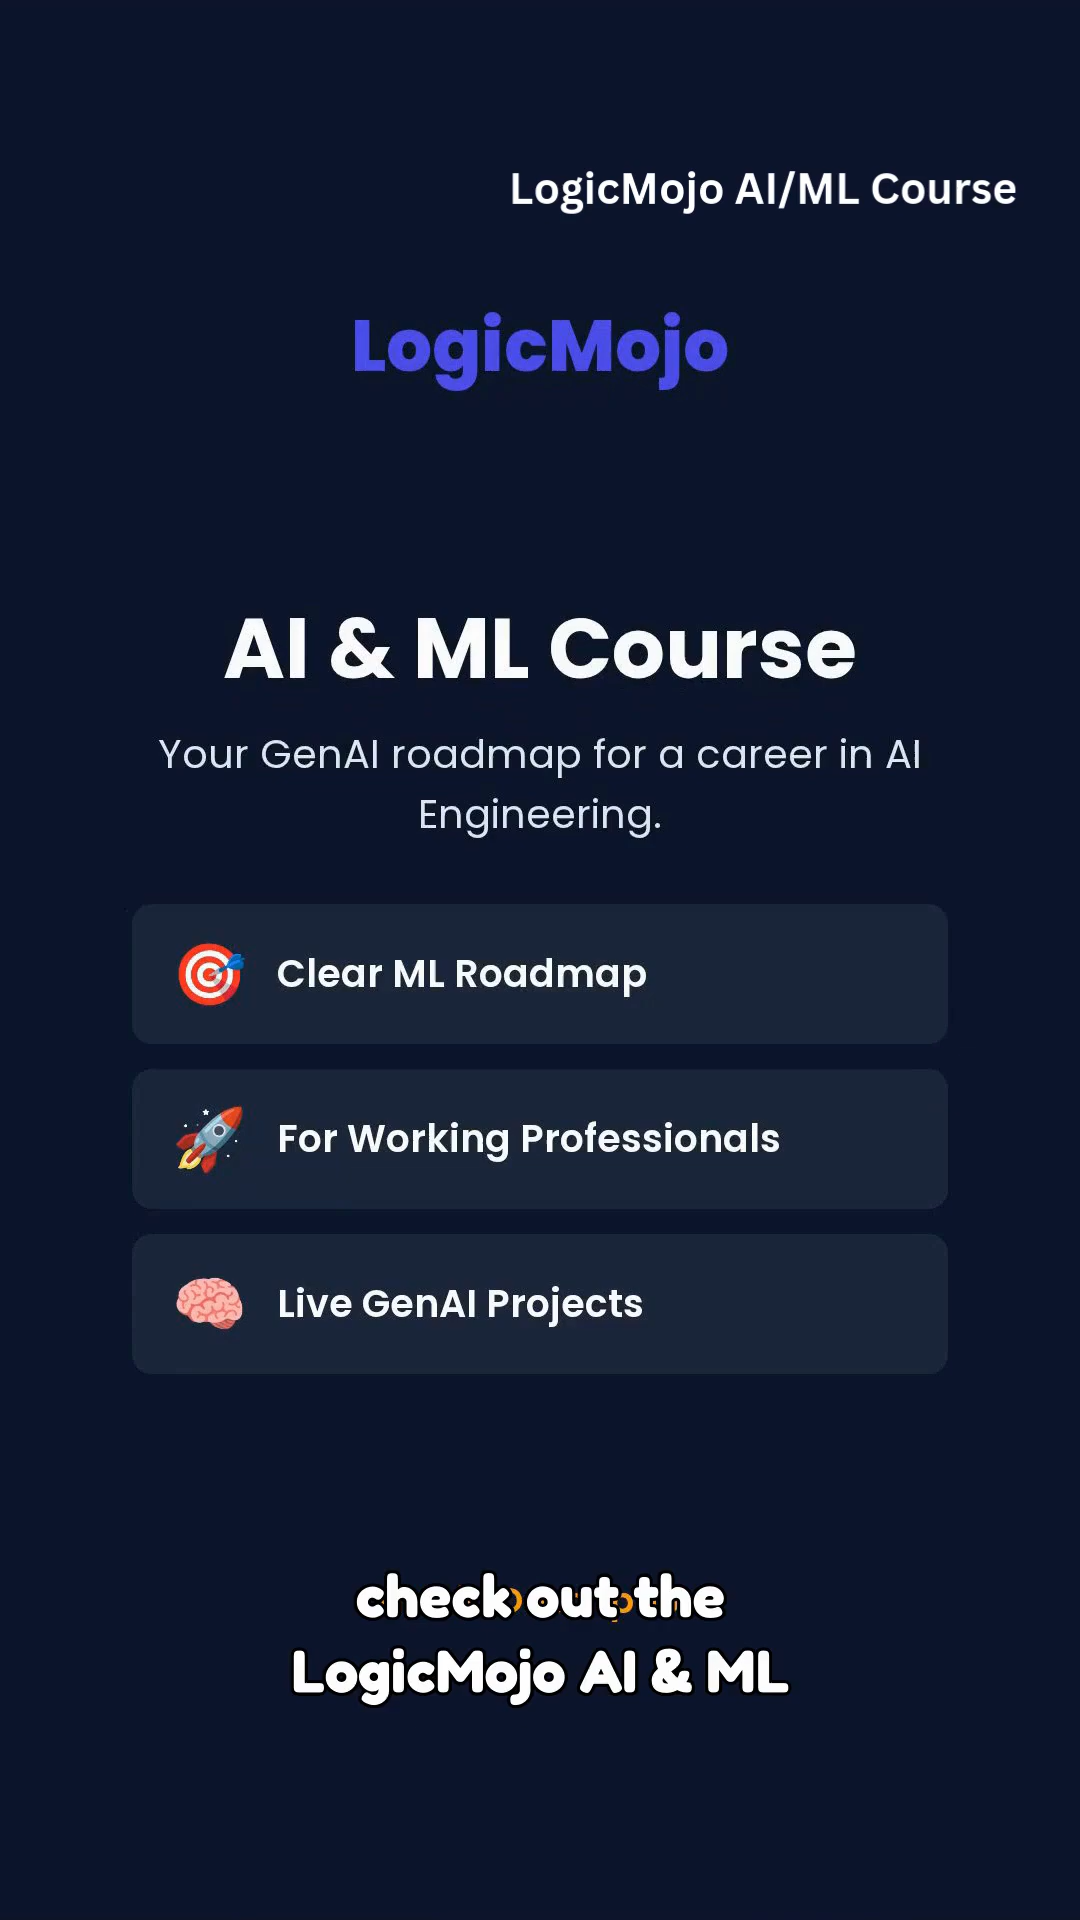 LogicMojo AI/ML Course
LogicMojo
AI & ML Course
Your GenAI roadmap for a career in AI
Engineering.
Clear ML Roadmap
For Working Professionals
Live GenAI Projects
check out the
LogicMojo AI & ML